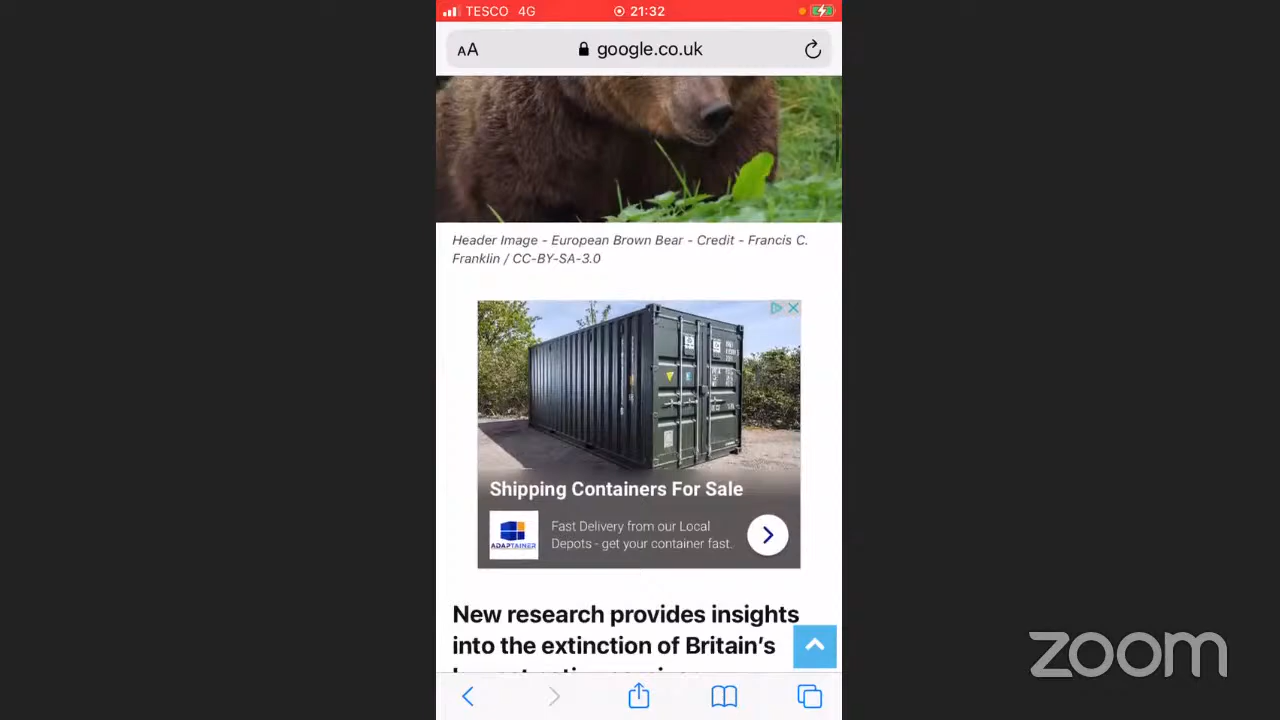 TESCO 4G 21:32
AA google.co.uk
Header Image - European Brown Bear - Credit - Francis C.
Franklin / CC-BY-SA-3.0
Shipping Containers For Sale
ADAPTAINER
Fast Delivery from our Local
Depots - get your container fast.
New research provides insights
into the extinction of Britain's
zoom